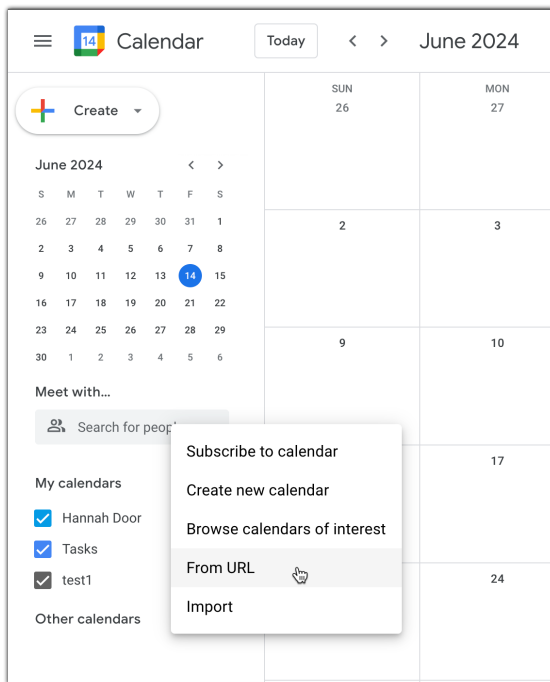 14 Calendar Today June 2024
Create
June 2024
S M T W T F S
26 27 28 29 30 31 1
2 3 4 5 6 7 8
9 10 11 12 13 14 15
16 17 18 19 20 21 22
23 24 25 26 27 28 29
30 1 2 3 4 5 6
Meet with...
Search for peop
My calendars
Hannah Door
Tasks
test1
Other calendars
Subscribe to calendar
Create new calendar
Browse calendars of interest
From URL
Import
SUN MON
26 27
2 3
9 10
17
24